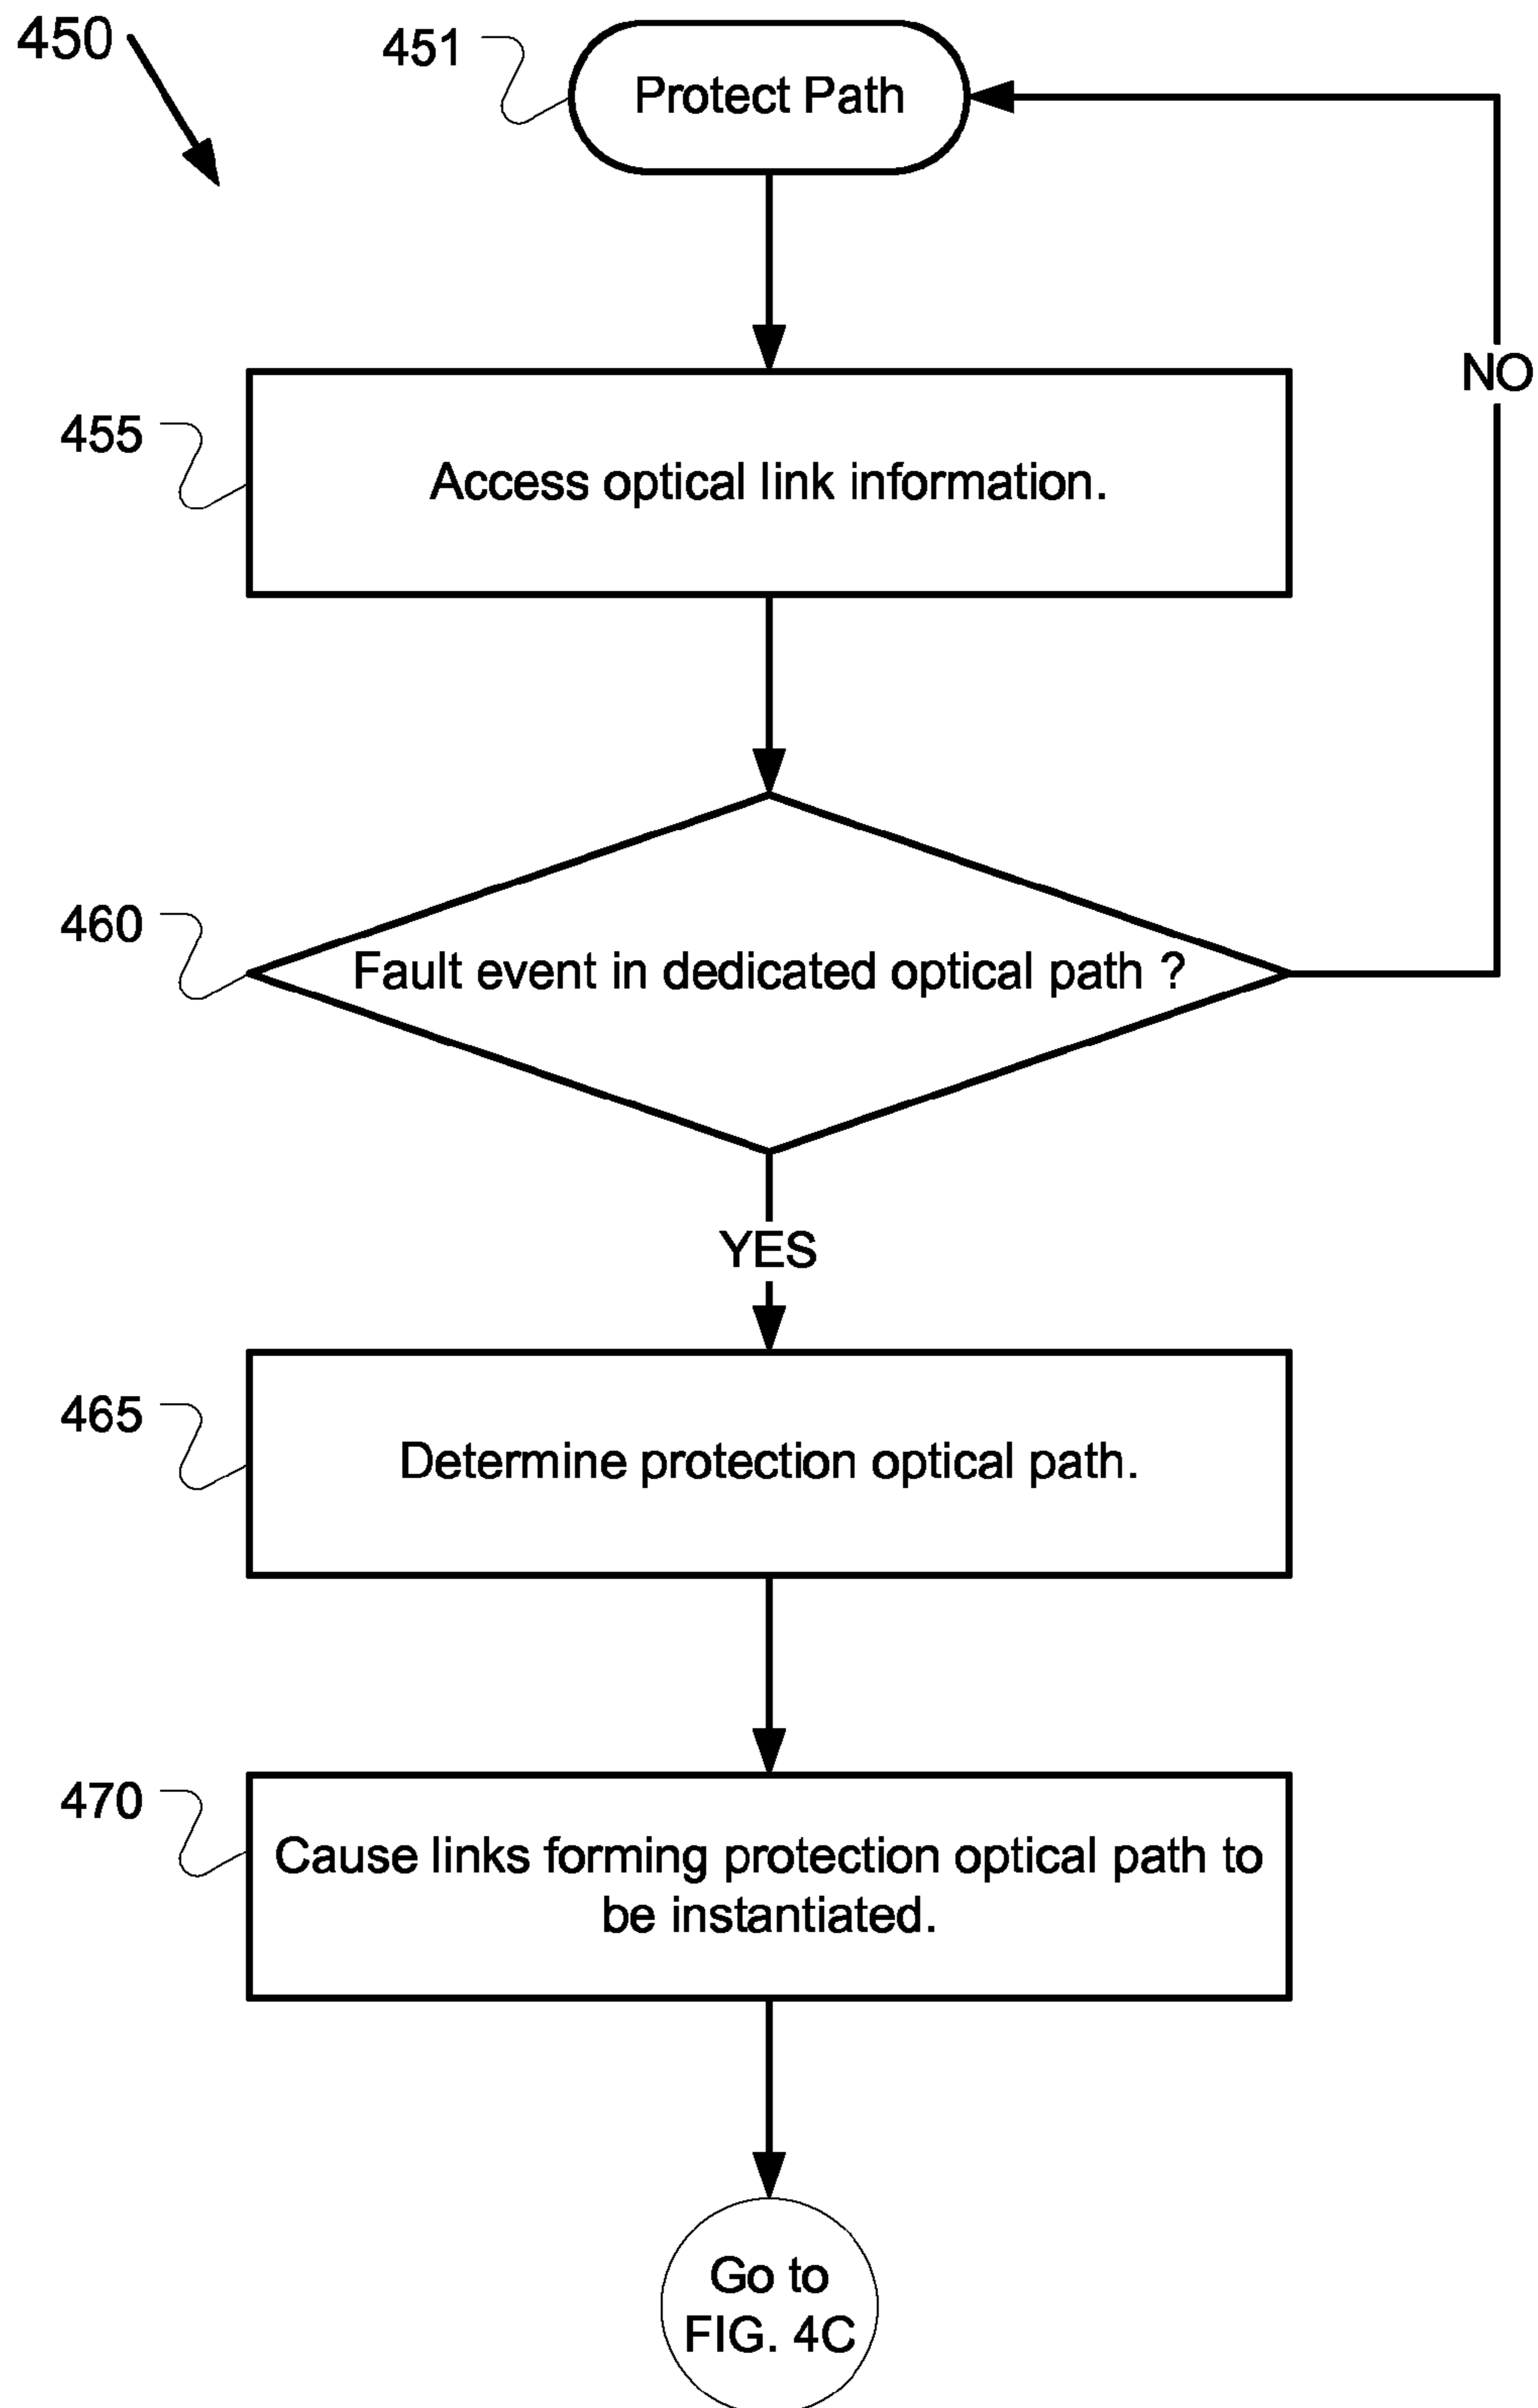 450
451
Protect Path
NO
455
Access optical link information.
460
Fault event in dedicated optical path ?
YES
465
Determine protection optical path.
470
Cause links forming protection optical path to
be instantiated.
Go to
FIG. 4C